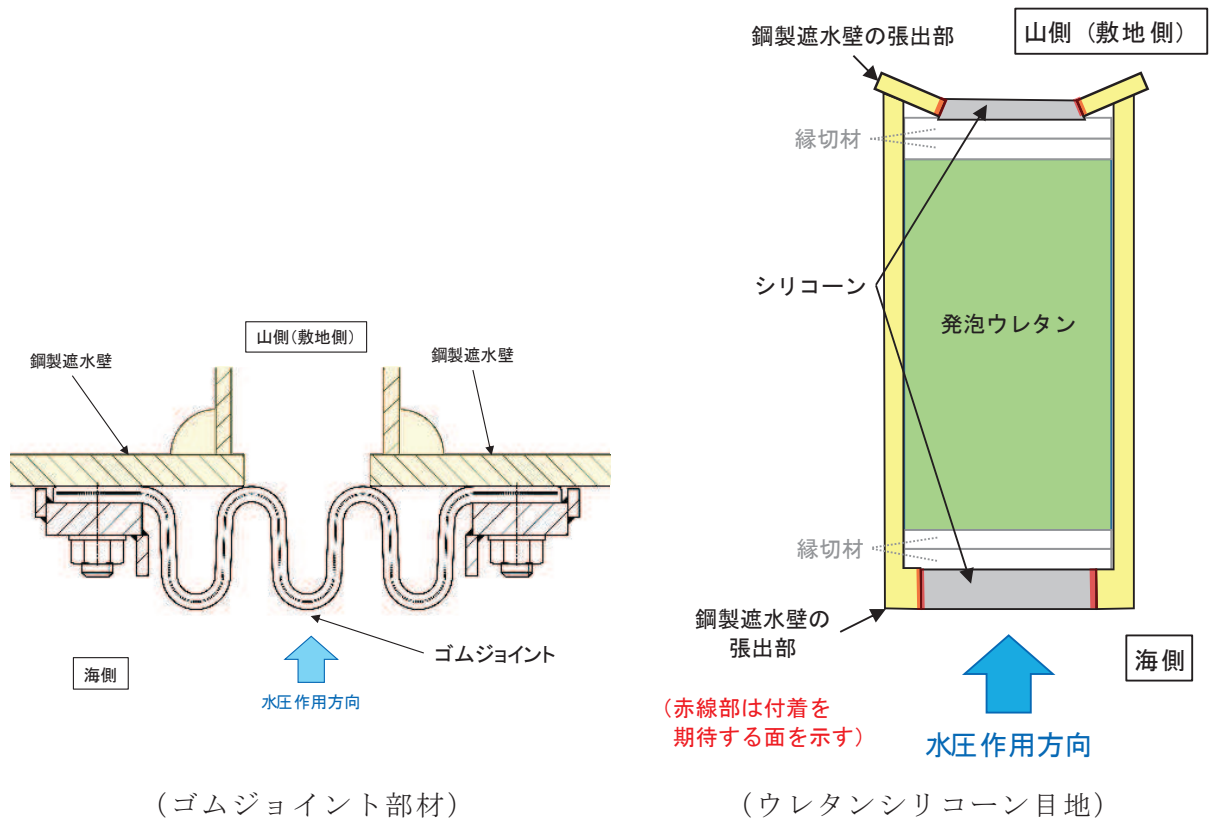 山側(敷地側)
鋼製遮水壁
鋼製遮水壁
ゴムジョイント
海側
水圧作用方向
(ゴムジョイント部材)
鋼製遮水壁の張出部
山側(敷地側)
縁切材
シリコーン
発泡ウレタン
縁切材
鋼製遮水壁の
張出部
海側
(赤線部は付着を
期待する面を示す)
水圧作用方向
(ウレタンシリコーン目地)